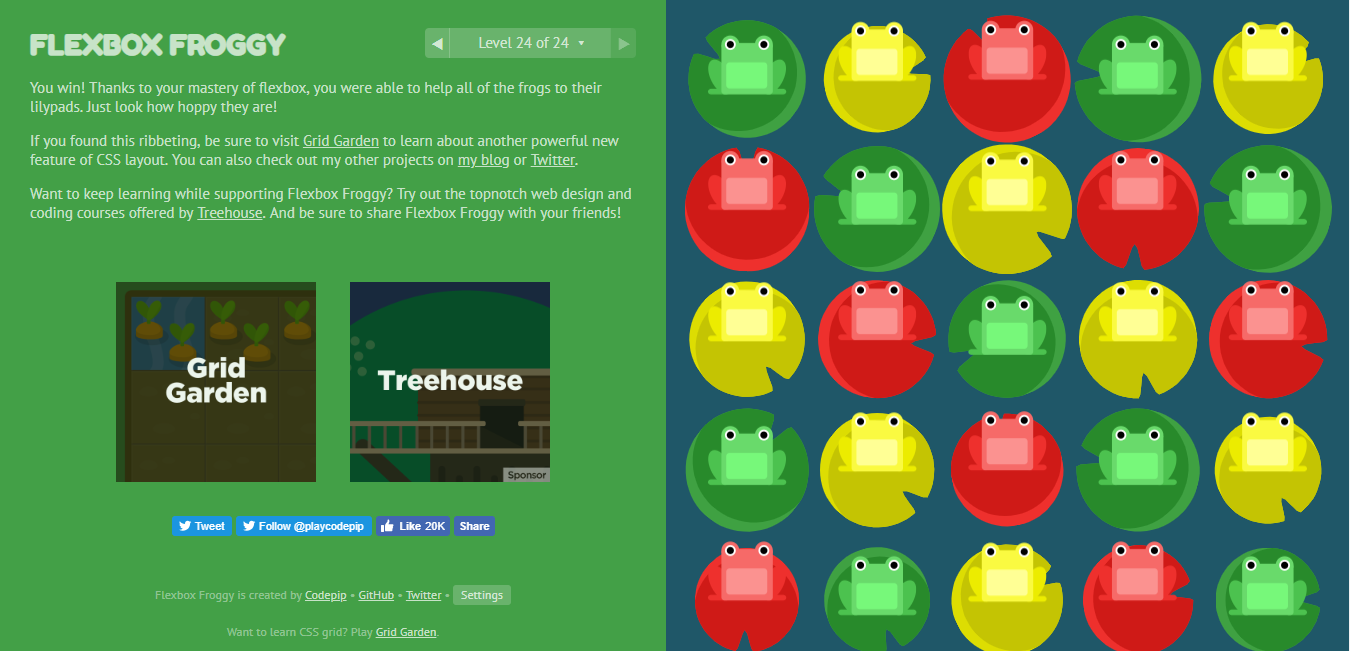 FLEXBOX FROGGY
◀ Level 24 of 24 ▾ ▶
You win! Thanks to your mastery of flexbox, you were able to help all of the frogs to their
lilypads. Just look how hoppy they are!
If you found this ribbeting, be sure to visit Grid Garden to learn about another powerful new
feature of CSS layout. You can also check out my other projects on my blog or Twitter.
Want to keep learning while supporting Flexbox Froggy? Try out the topnotch web design and
coding courses offered by Treehouse. And be sure to share Flexbox Froggy with your friends!
Grid
Garden
Treehouse
Sponsor
Tweet Follow @playcodepip Like 20K Share
Flexbox Froggy is created by Codepip • GitHub • Twitter • Settings
Want to learn CSS grid? Play Grid Garden.